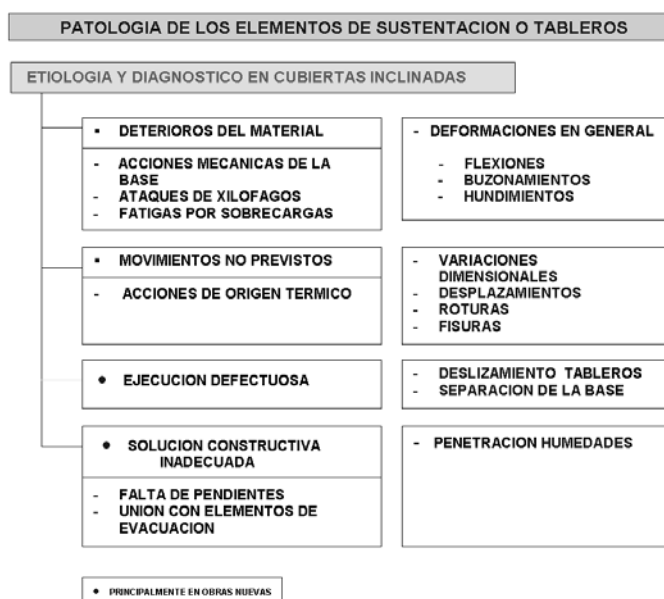 PATOLOGIA DE LOS ELEMENTOS DE SUSTENTACION O TABLEROS
ETIOLOGIA Y DIAGNOSTICO EN CUBIERTAS INCLINADAS
▪ DETERIOROS DEL MATERIAL
- ACCIONES MECANICAS DE LA
BASE
- ATAQUES DE XILOFAGOS
- FATIGAS POR SOBRECARGAS
- DEFORMACIONES EN GENERAL
- FLEXIONES
- BUZONAMIENTOS
- HUNDIMIENTOS
▪ MOVIMIENTOS NO PREVISTOS
- ACCIONES DE ORIGEN TERMICO
- VARIACIONES
DIMENSIONALES
- DESPLAZAMIENTOS
- ROTURAS
- FISURAS
• EJECUCION DEFECTUOSA
- DESLIZAMIENTO TABLEROS
- SEPARACION DE LA BASE
• SOLUCION CONSTRUCTIVA
INADECUADA
- FALTA DE PENDIENTES
- UNION CON ELEMENTOS DE
EVACUACION
- PENETRACION HUMEDADES
• PRINCIPALMENTE EN OBRAS NUEVAS